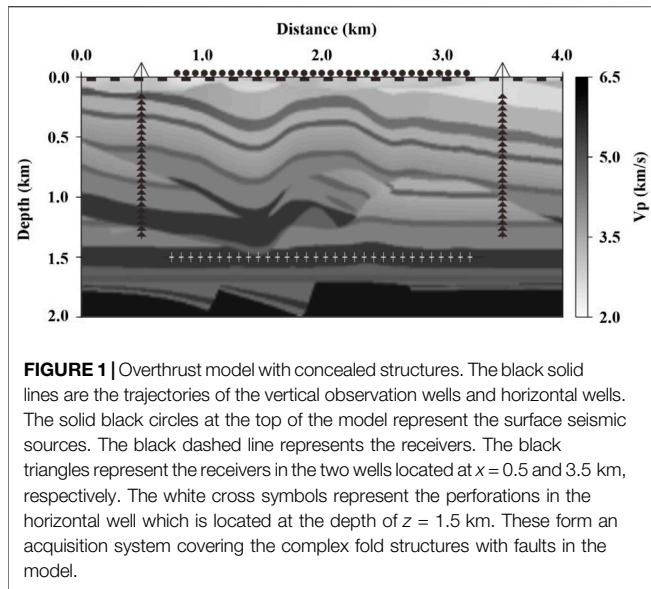 Distance (km)
0.0 1.0 2.0 3.0 4.0
0.0 6.5
0.5 5.0
Depth (km) 1.0 Vp (km/s)
1.5 3.5
2.0 2.0
FIGURE 1 | Overthrust model with concealed structures. The black solid
lines are the trajectories of the vertical observation wells and horizontal wells.
The solid black circles at the top of the model represent the surface seismic
sources. The black dashed line represents the receivers. The black
triangles represent the receivers in the two wells located at x = 0.5 and 3.5 km,
respectively. The white cross symbols represent the perforations in the
horizontal well which is located at the depth of z = 1.5 km. These form an
acquisition system covering the complex fold structures with faults in the
model.